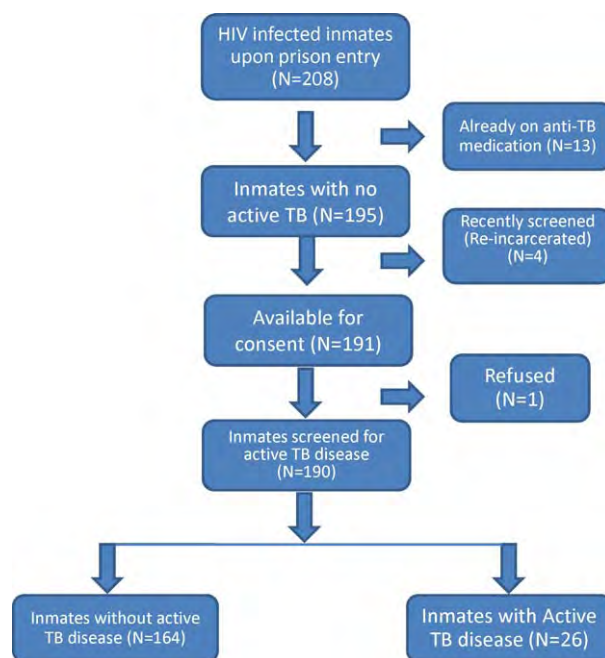 HIV infected inmates
upon prison entry
(N=208)
Already on anti-TB
medication (N=13)
Inmates with no
active TB (N=195)
Recently screened
(Re-incarcerated)
(N=4)
Available for
consent (N=191)
Refused
(N=1)
Inmates screened for
active TB disease
(N=190)
Inmates without active
TB disease (N=164)
Inmates with Active
TB disease (N=26)